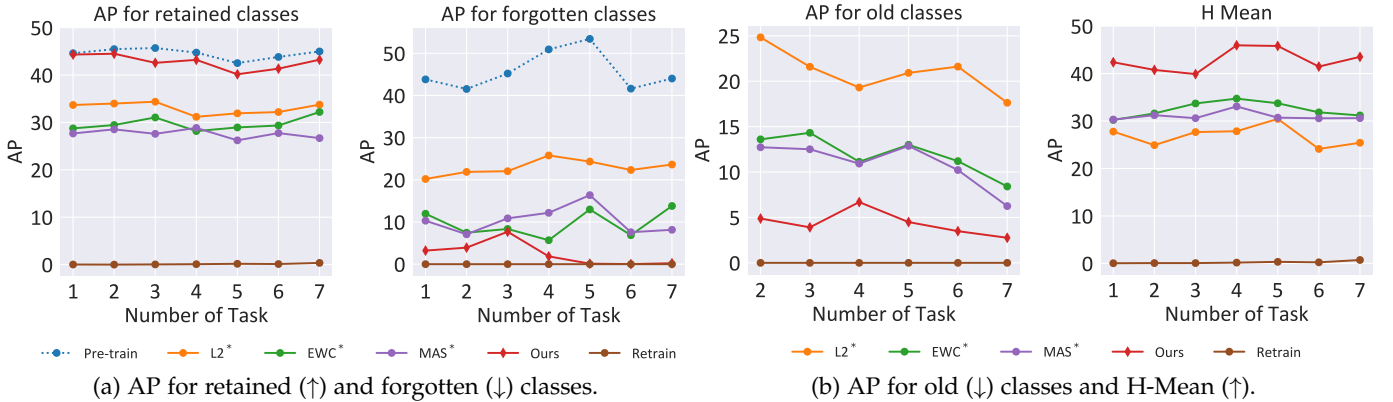 AP for retained classes
50
40
30
20
10
0
AP
1 2 3 4 5 6 7
Number of Task
AP for forgotten classes
50
40
30
20
10
0
1 2 3 4 5 6 7
Number of Task
Pre-train L2* EWC* MAS* Ours Retrain
(a) AP for retained (↑) and forgotten (↓) classes.
AP for old classes
25
20
15
10
5
0
AP
2 3 4 5 6 7
Number of Task
H Mean
50
40
30
20
10
0
AP
1 2 3 4 5 6 7
Number of Task
L2* EWC* MAS* Ours Retrain
(b) AP for old (↓) classes and H-Mean (↑).